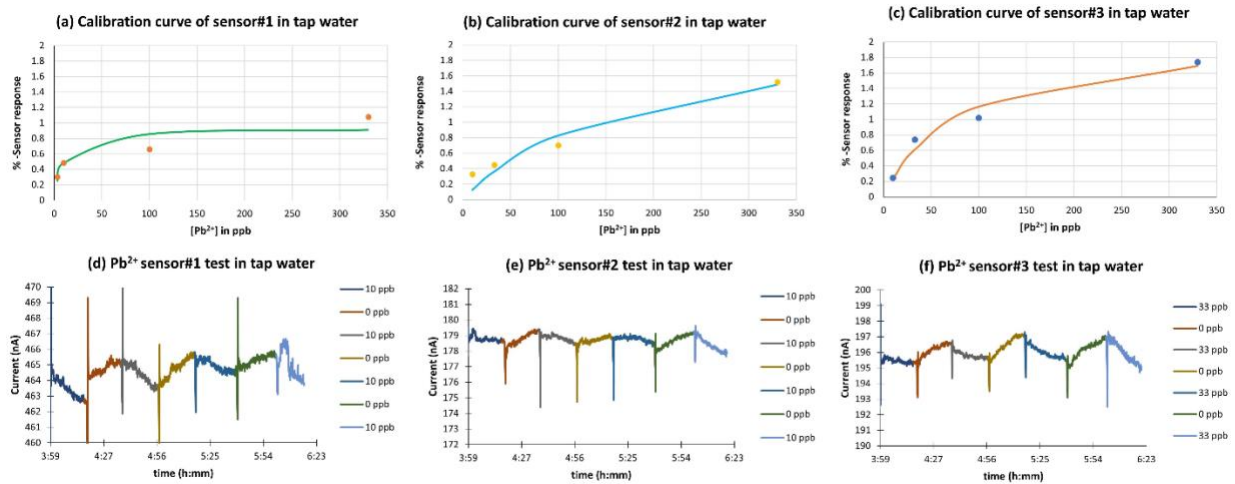 (a) Calibration curve of sensor#1 in tap water
% -Sensor response
2
1.8
1.6
1.4
1.2
1
0.8
0.6
0.4
0.2
0
0 50 100 150 200 250 300 350
[Pb²⁺] in ppb
(b) Calibration curve of sensor#2 in tap water
% -Sensor response
2
1.8
1.6
1.4
1.2
1
0.8
0.6
0.4
0.2
0
0 50 100 150 200 250 300 350
[Pb²⁺] in ppb
(c) Calibration curve of sensor#3 in tap water
% -Sensor response
2
1.8
1.6
1.4
1.2
1
0.8
0.6
0.4
0.2
0
0 50 100 150 200 250 300 350
[Pb²⁺] in ppb
(d) Pb²⁺ sensor#1 test in tap water
Current (nA)
470
469
468
467
466
465
464
463
462
461
460
3:59 4:27 4:56 5:25 5:54 6:23
time (h:mm)
10 ppb
0 ppb
10 ppb
0 ppb
10 ppb
0 ppb
10 ppb
(e) Pb²⁺ sensor#2 test in tap water
Current (nA)
182
181
180
179
178
177
176
175
174
173
172
3:59 4:27 4:56 5:25 5:54 6:23
time (h:mm)
10 ppb
0 ppb
10 ppb
0 ppb
10 ppb
0 ppb
10 ppb
(f) Pb²⁺ sensor#3 test in tap water
Current (nA)
200
199
198
197
196
195
194
193
192
191
190
3:59 4:27 4:56 5:25 5:54 6:23
time (h:mm)
33 ppb
0 ppb
33 ppb
0 ppb
33 ppb
0 ppb
33 ppb